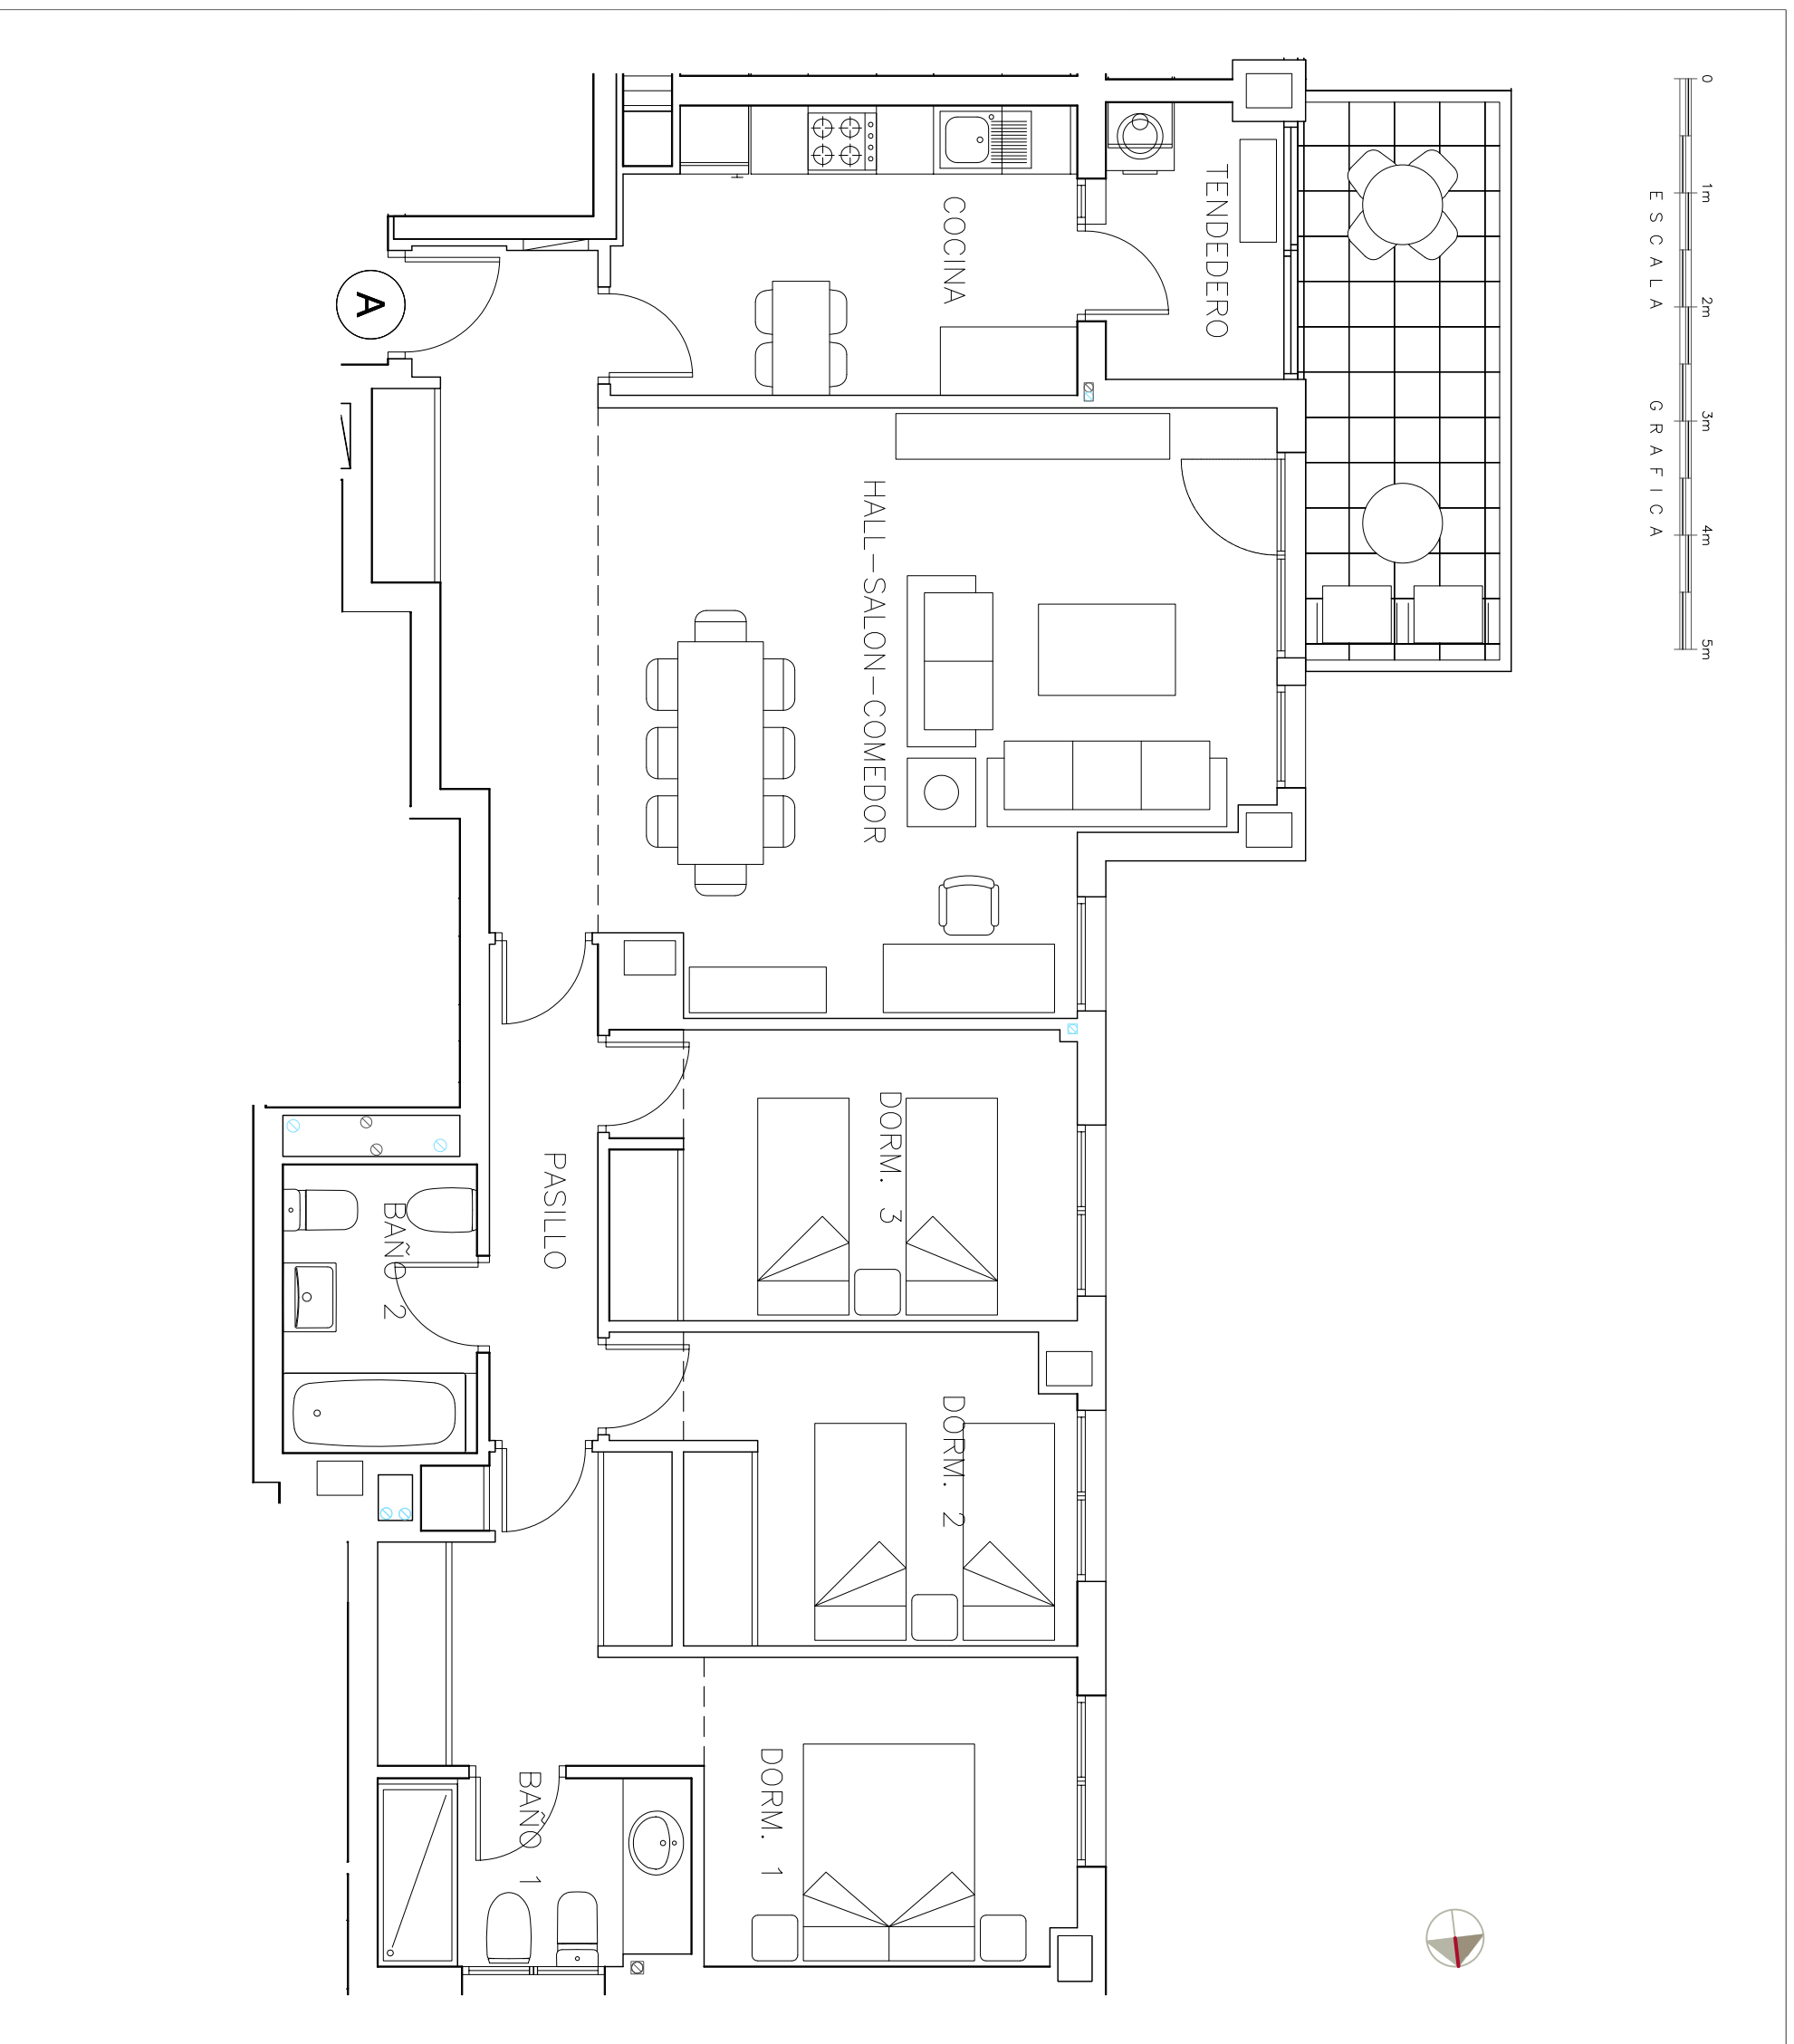 0 1m 2m 3m 4m 5m
ESCALA GRAFICA
TENDEDERO
COCINA
A
HALL-SALON-COMEDOR
DORM. 3
PASILLO
BAÑO 2
DORM. 2
DORM. 1
BAÑO 1